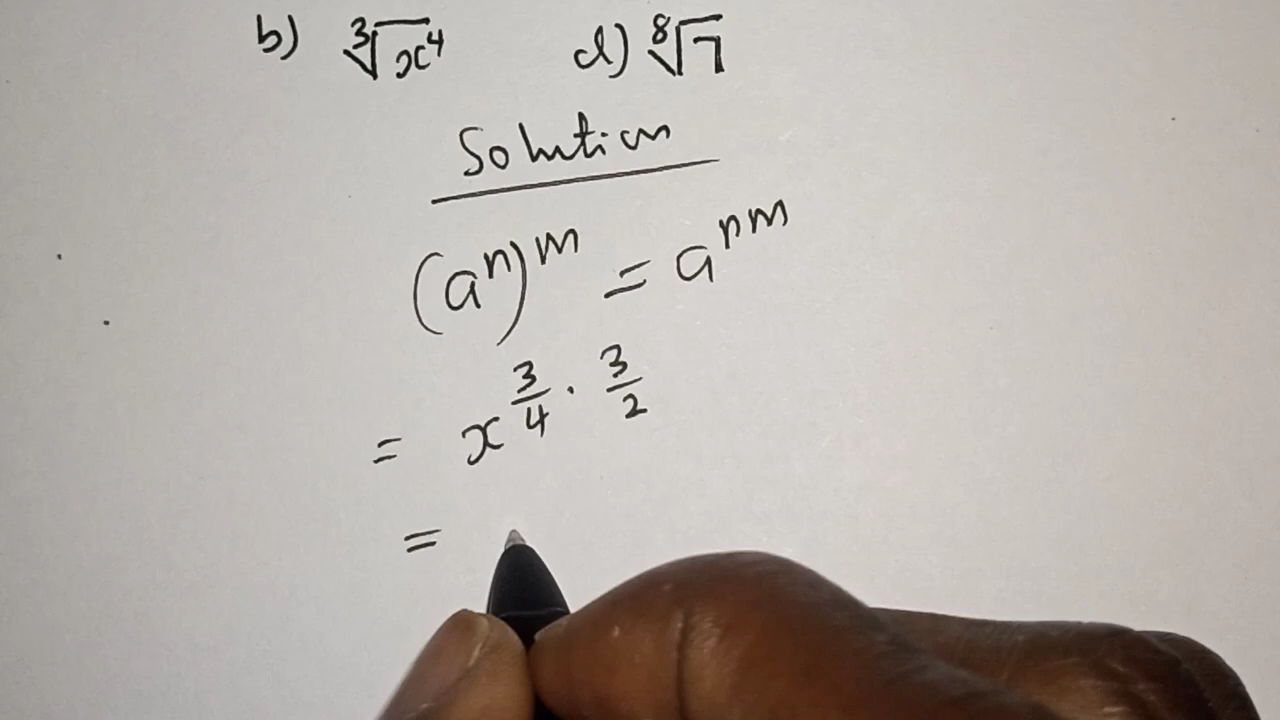 b) ∛x⁴ d) ⁸√7
Solution
(aⁿ)ᵐ = aⁿᵐ
= x^(3/4 · 3/2)
=